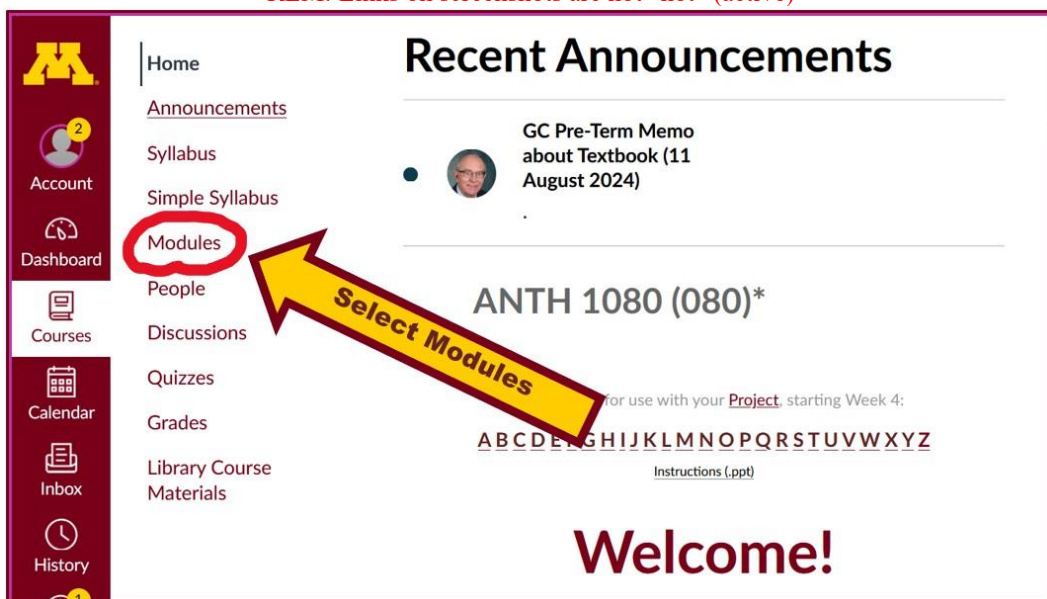 M
Home
Recent Announcements
Announcements
2
GC Pre-Term Memo
about Textbook (11
August 2024)
.
Syllabus
Account
Simple Syllabus
Modules
Dashboard
People
Select Modules
ANTH 1080 (080)*
Courses
Discussions
Quizzes
for use with your Project, starting Week 4:
Calendar
Grades
A B C D E F G H I J K L M N O P Q R S T U V W X Y Z
Instructions (.ppt)
Library Course
Materials
Inbox
Welcome!
History
1